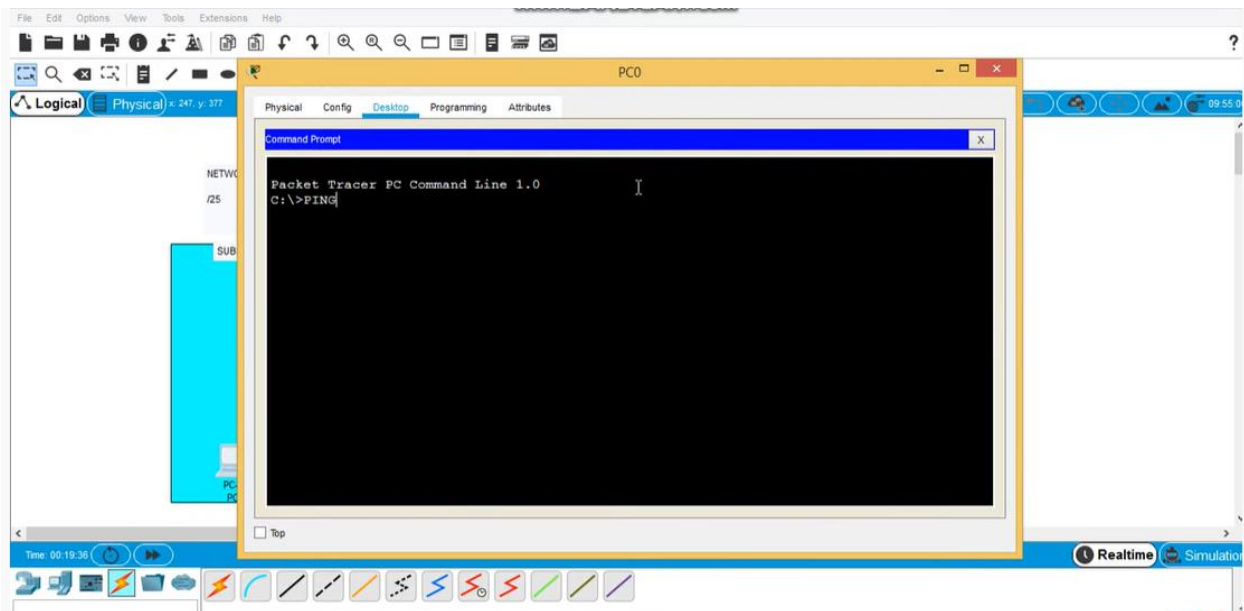 File Edit Options View Tools Extensions Help
?
PC0
Logical Physical x: 247, y: 377
09:55:0
Physical Config Desktop Programming Attributes
Command Prompt
X
NETWO
/25
SUB
Packet Tracer PC Command Line 1.0
C:\>PING
PC-
PC
Top
Time: 00:19:36
Realtime Simulation